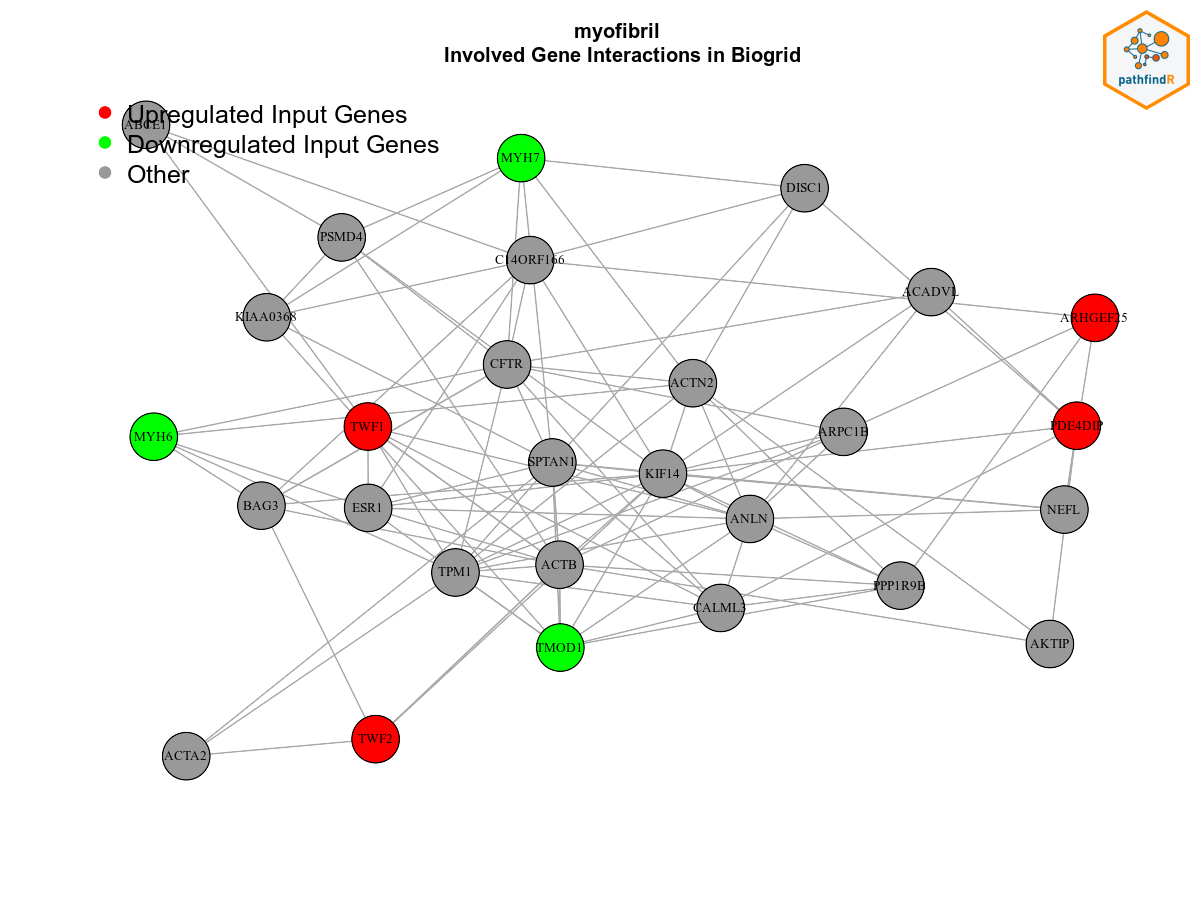 myofibril
Involved Gene Interactions in Biogrid
pathfindR
Upregulated Input Genes
ABCE1
Downregulated Input Genes
MYH7
Other
DISC1
PSMD4
C14ORF166
ACADVL
KIAA0368
ARHGEF25
CFTR
ACTN2
TWF1
PDE4DIP
ARPC1B
MYH6
SPTAN1
KIF14
BAG3
ESR1
NEFL
ANLN
ACTB
TPM1
PPP1R9B
CALML3
AKTIP
TMOD1
TWF2
ACTA2